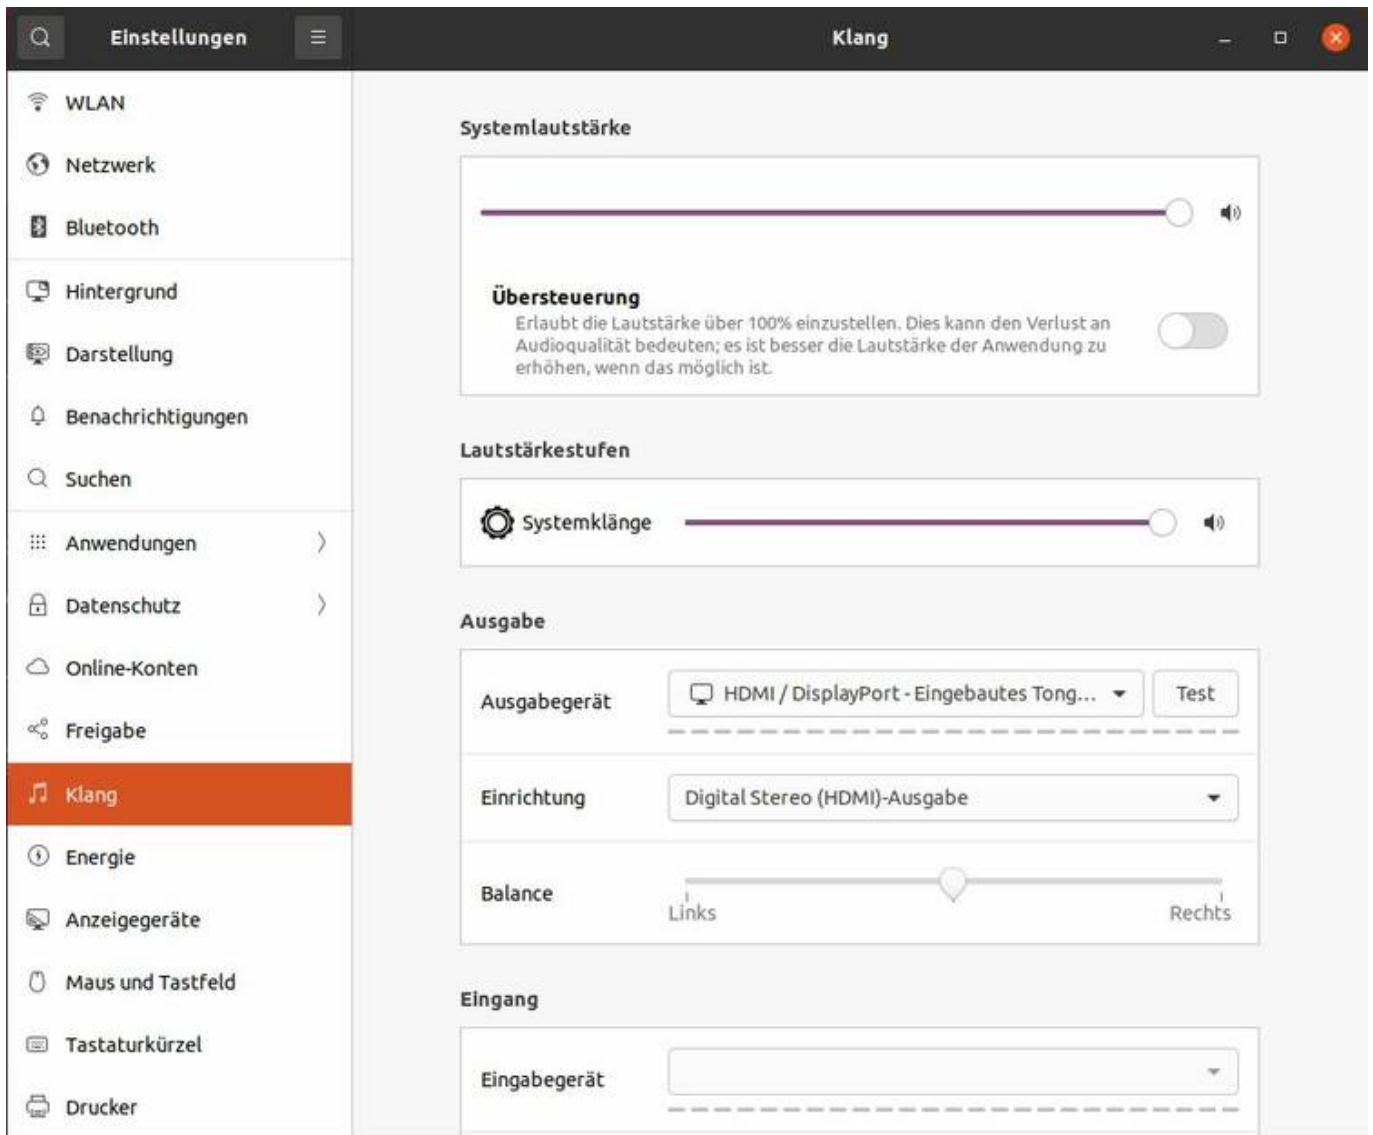 Einstellungen
Klang
WLAN
Netzwerk
Bluetooth
Hintergrund
Darstellung
Benachrichtigungen
Suchen
Anwendungen
Datenschutz
Online-Konten
Freigabe
Klang
Energie
Anzeigegeräte
Maus und Tastfeld
Tastaturkürzel
Drucker
Systemlautstärke
Übersteuerung
Erlaubt die Lautstärke über 100% einzustellen. Dies kann den Verlust an
Audioqualität bedeuten; es ist besser die Lautstärke der Anwendung zu
erhöhen, wenn das möglich ist.
Lautstärkestufen
Systemklänge
Ausgabe
Ausgabegerät
HDMI / DisplayPort - Eingebautes Tong...
Test
Einrichtung
Digital Stereo (HDMI)-Ausgabe
Balance
Links
Rechts
Eingang
Eingabegerät